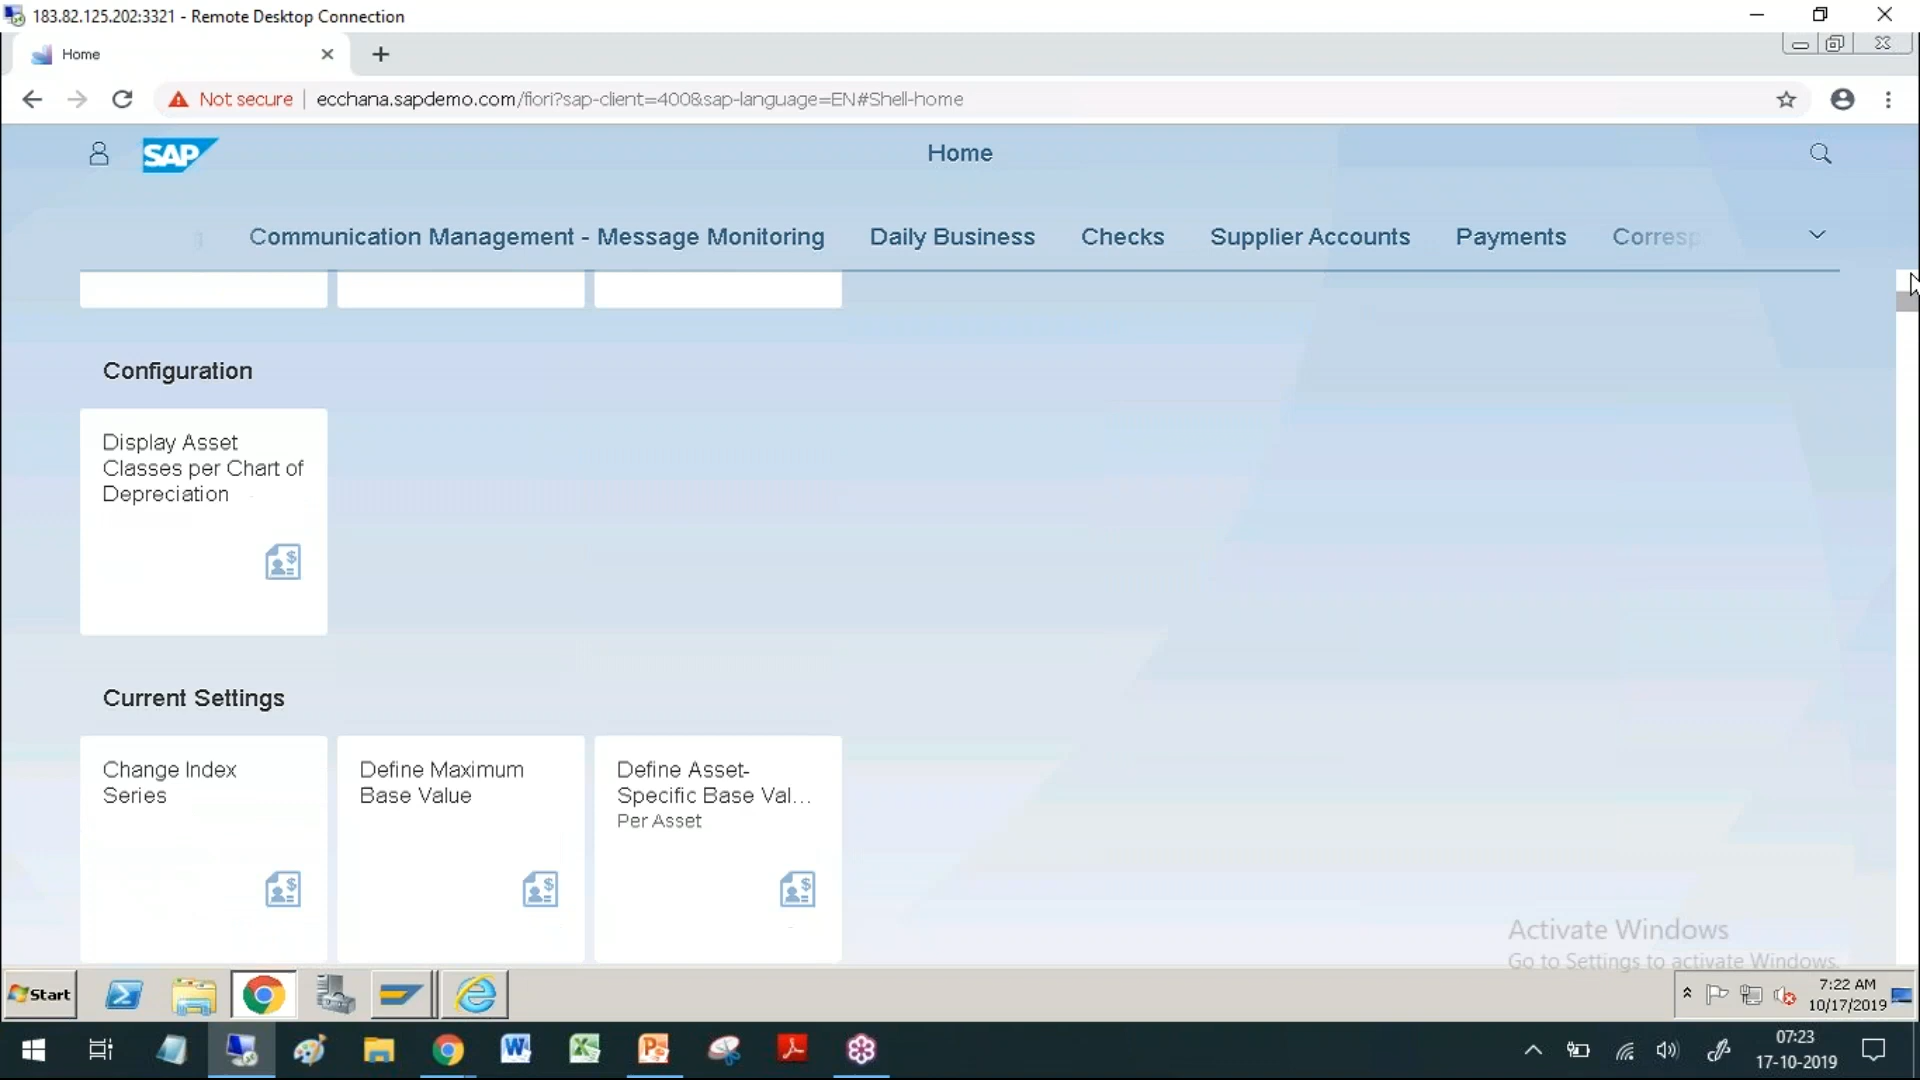 183.82.125.202:3321 - Remote Desktop Connection
Home
Not secure | ecchana.sapdemo.com/fiori?sap-client=400&sap-language=EN#Shell-home
SAP
Home
Communication Management - Message Monitoring
Daily Business
Checks
Supplier Accounts
Payments
Corresp
Configuration
Display Asset
Classes per Chart of
Depreciation
Current Settings
Change Index
Series
Define Maximum
Base Value
Define Asset-
Specific Base Val...
Per Asset
Activate Windows
Go to Settings to activate Windows.
Start
7:22 AM
10/17/2019
07:23
17-10-2019